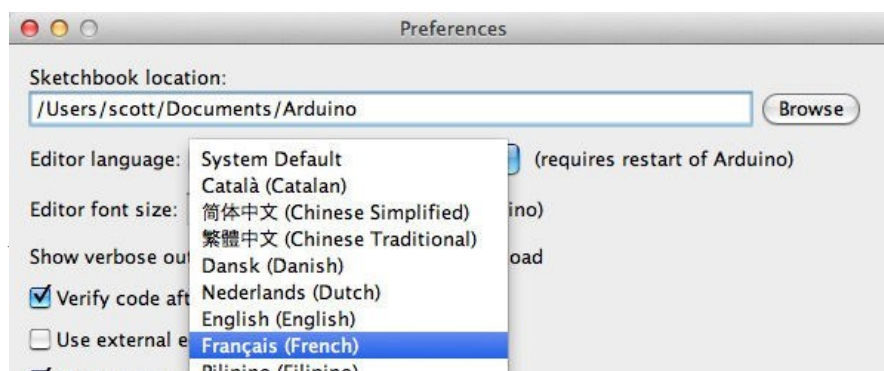 Preferences
Sketchbook location:
/Users/scott/Documents/Arduino Browse
Editor language: System Default (requires restart of Arduino)
Català (Catalan)
Editor font size: 简体中文 (Chinese Simplified) ino)
繁體中文 (Chinese Traditional)
Show verbose ou oad
Dansk (Danish)
Verify code aft Nederlands (Dutch)
English (English)
Use external e Français (French)
Pilipino (Filipino)